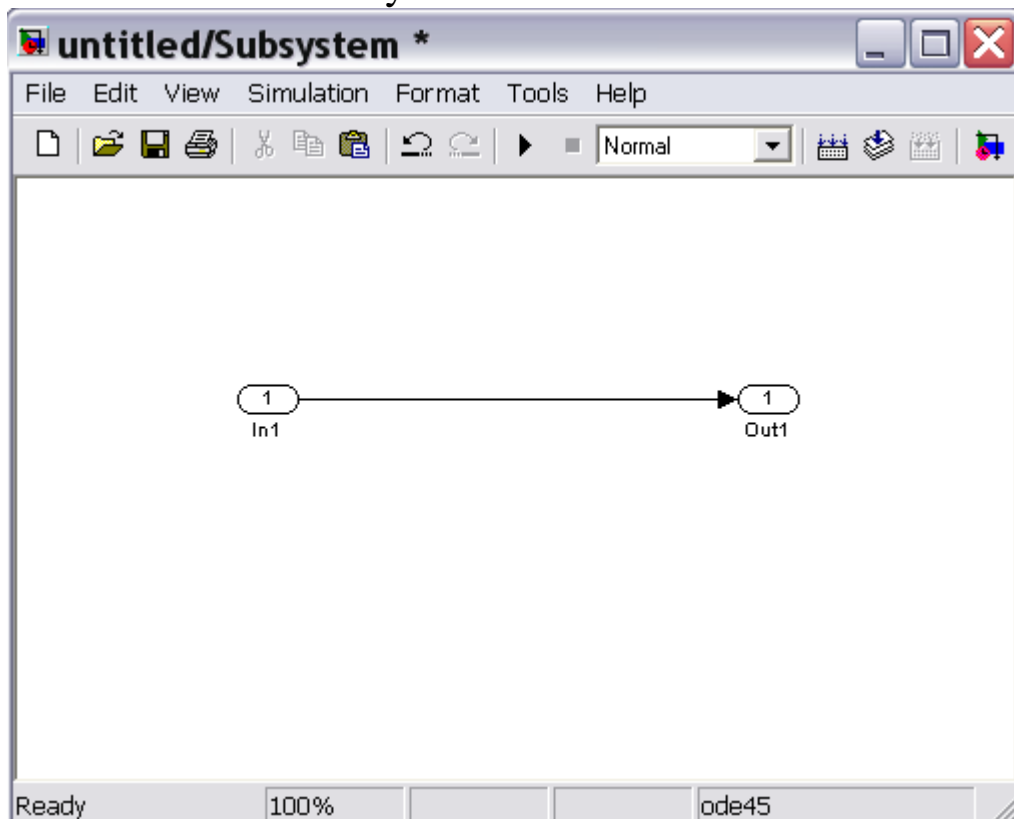 untitled/Subsystem *
File Edit View Simulation Format Tools Help
Normal
1 1
In1 Out1
Ready 100% ode45